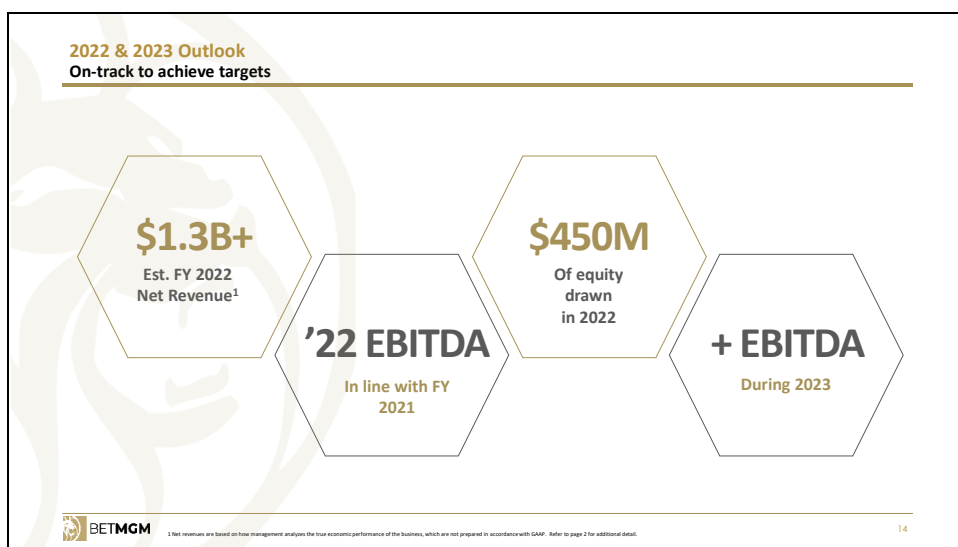 2022 & 2023 Outlook
On-track to achieve targets
$1.3B+
Est. FY 2022
Net Revenue1
’22 EBITDA
In line with FY
2021
$450M
Of equity
drawn
in 2022
+ EBITDA
During 2023
BETMGM
1 Net revenues are based on how management analyzes the true economic performance of the business, which are not prepared in accordance with GAAP. Refer to page 2 for additional detail.
14